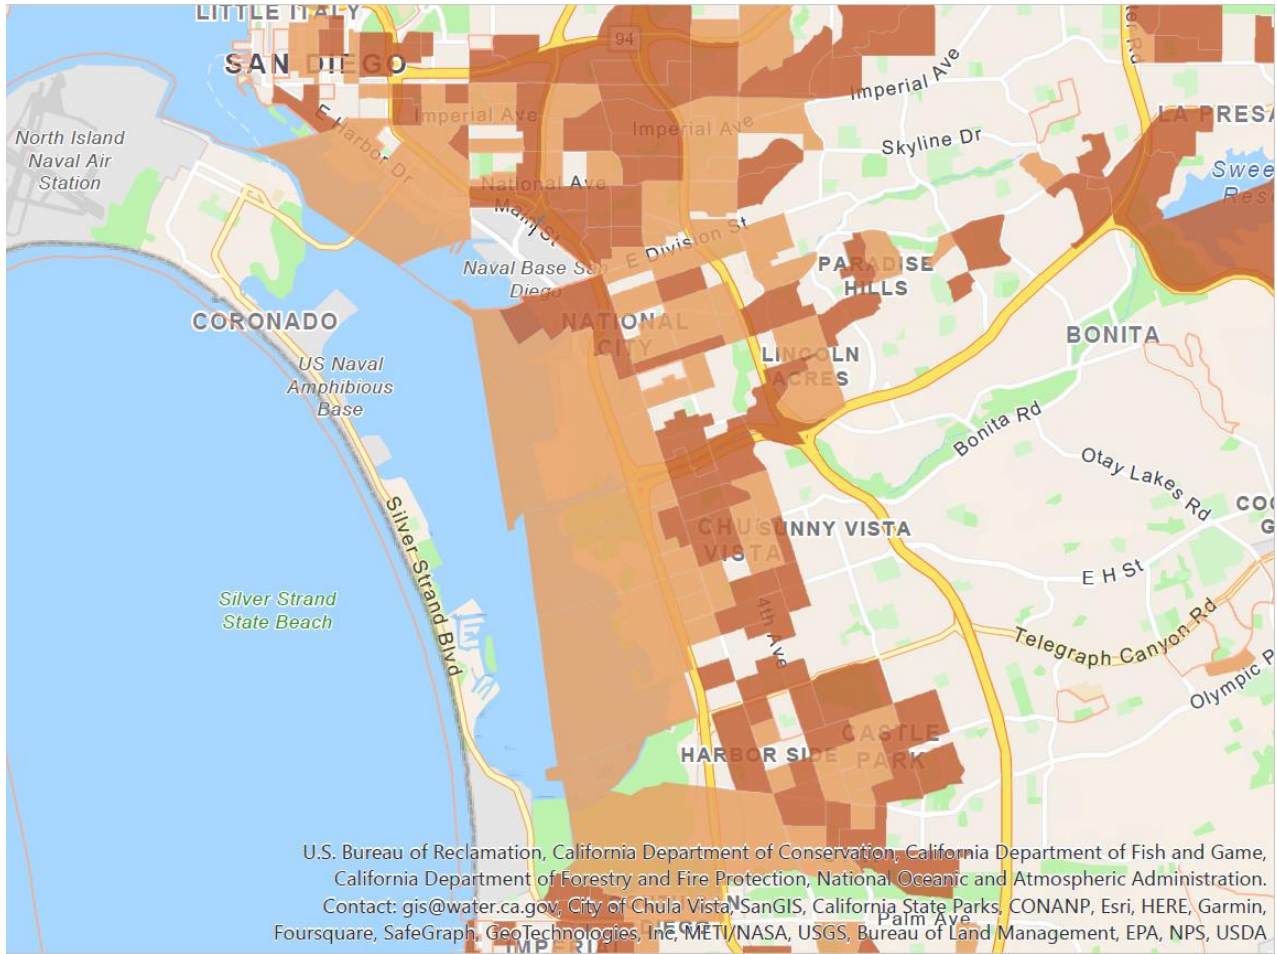 LITTLE ITALY
SAN DIEGO
94
Imperial Ave
North Island
Naval Air
Station
E Harbor Dr
Imperial Ave
Imperial Ave
LA PRESA
Skyline Dr
Swee
Rese
National Ave
Main St
E Division St
Naval Base San
Diego
PARADISE
HILLS
CORONADO
NATIONAL
CITY
BONITA
US Naval
Amphibious
Base
LINCOLN
ACRES
Bonita Rd
Otay Lakes Rd
Silver Strand Blvd
CHULA
VISTA
SUNNY VISTA
E H St
Silver Strand
State Beach
4th Ave
Telegraph Canyon Rd
Olympic P
HARBOR SIDE
CASTLE
PARK
U.S. Bureau of Reclamation, California Department of Conservation, California Department of Fish and Game,
California Department of Forestry and Fire Protection, National Oceanic and Atmospheric Administration.
Contact: gis@water.ca.gov, City of Chula Vista, SanGIS, California State Parks, CONANP, Esri, HERE, Garmin,
Foursquare, SafeGraph, GeoTechnologies, Inc, METI/NASA, USGS, Bureau of Land Management, EPA, NPS, USDA
Palm Ave
IMPERIAL